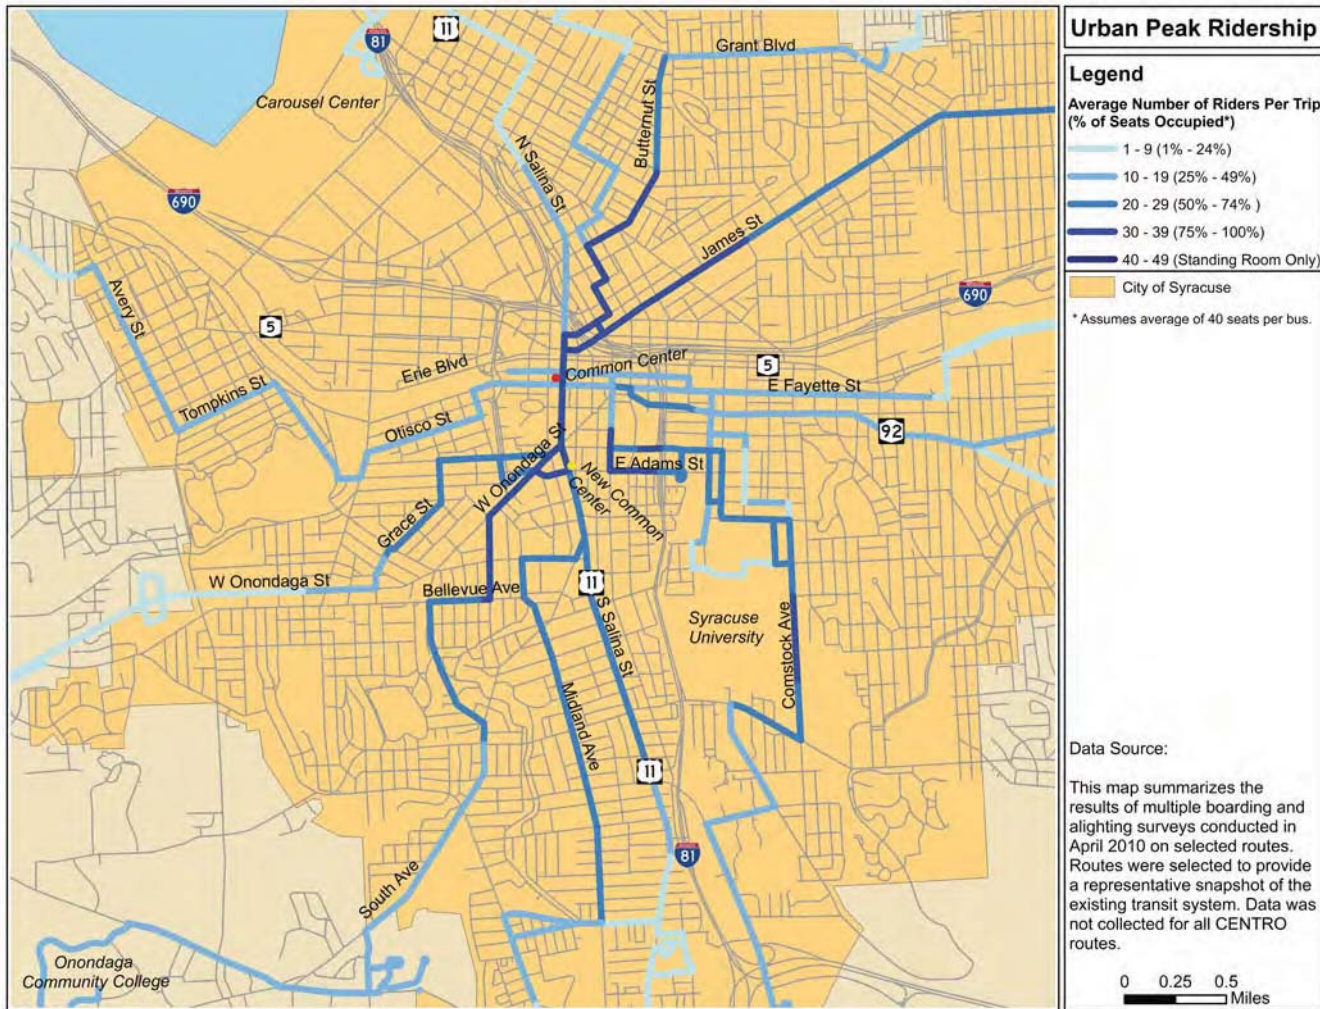 Urban Peak Ridership
Legend
Average Number of Riders Per Trip
(% of Seats Occupied*)
1 - 9 (1% - 24%)
10 - 19 (25% - 49%)
20 - 29 (50% - 74% )
30 - 39 (75% - 100%)
40 - 49 (Standing Room Only)
City of Syracuse
* Assumes average of 40 seats per bus.
Data Source:
This map summarizes the
results of multiple boarding and
alighting surveys conducted in
April 2010 on selected routes.
Routes were selected to provide
a representative snapshot of the
existing transit system. Data was
not collected for all CENTRO
routes.
0 0.25 0.5
Miles
81
11
Grant Blvd
Carousel Center
Butternut St
N Salina St
690
James St
Avery St
690
5
Common Center
5
Erie Blvd
E Fayette St
Tompkins St
Otisco St
92
W Onondaga St
E Adams St
New Common
Center
Grace St
W Onondaga St
Bellevue Ave
11
S Salina St
Syracuse
University
Comstock Ave
Midland Ave
11
81
South Ave
Onondaga
Community College